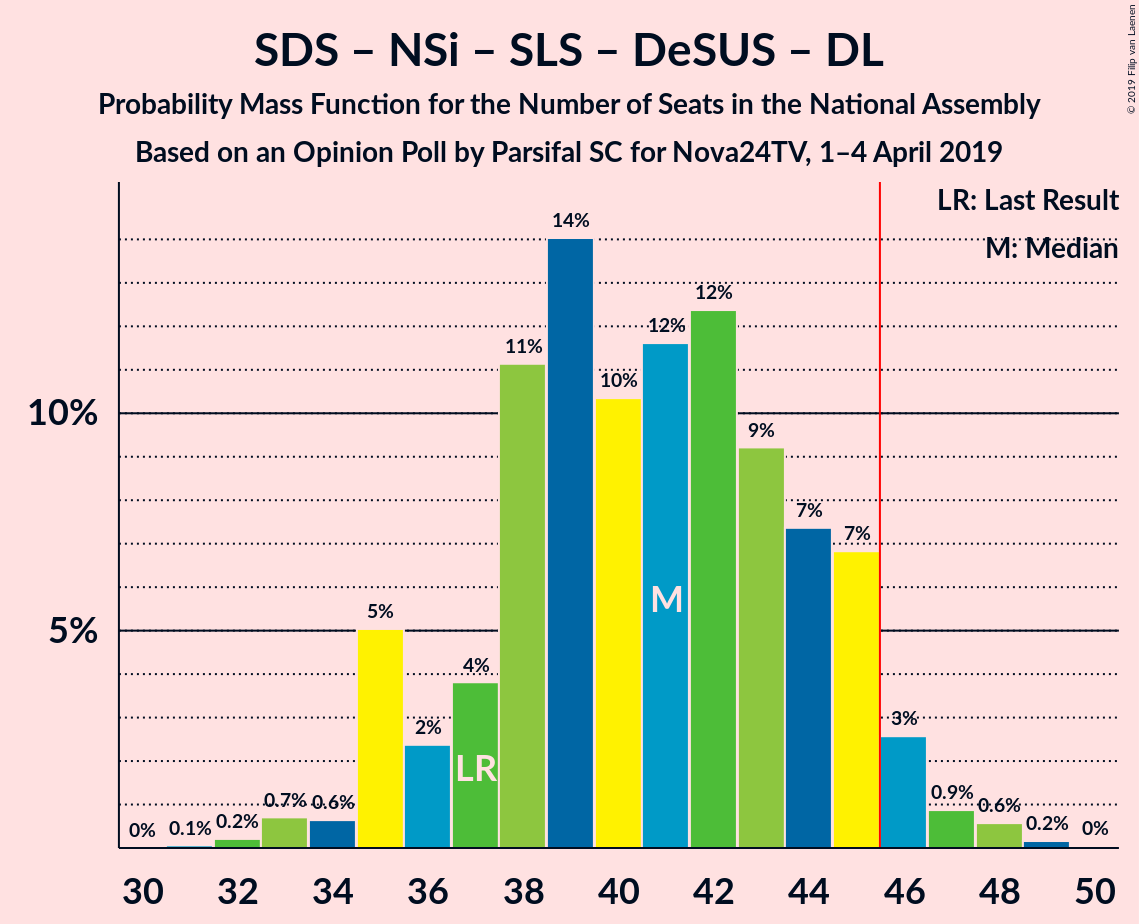 SDS – NSi – SLS – DeSUS – DL
Probability Mass Function for the Number of Seats in the National Assembly
Based on an Opinion Poll by Parsifal SC for Nova24TV, 1–4 April 2019
© 2019 Filip van Laenen
LR: Last Result
M: Median
10%
5%
0%
0.1%
0.2%
0.7%
0.6%
5%
2%
4%
11%
14%
10%
12%
12%
9%
7%
7%
3%
0.9%
0.6%
0.2%
0%
LR
M
30 32 34 36 38 40 42 44 46 48 50